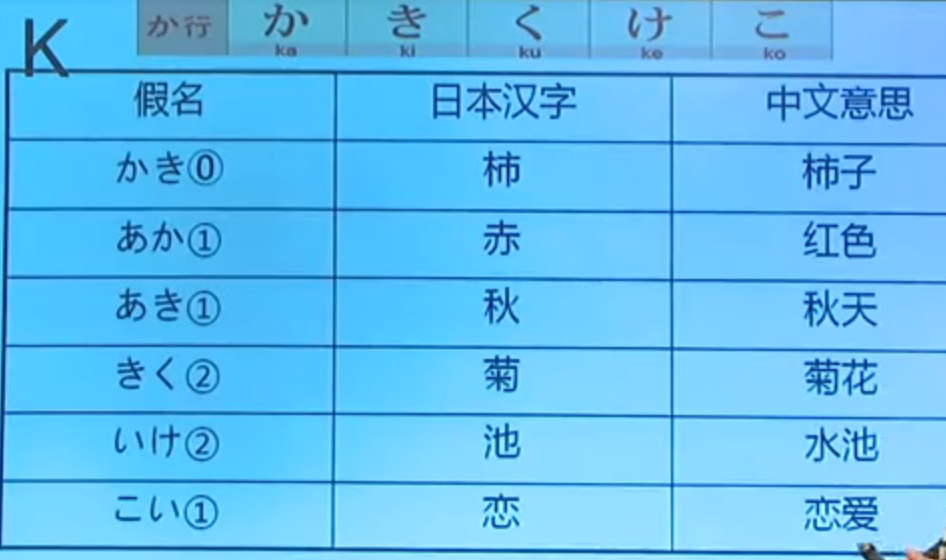 K
か行 か き く け こ
ka ki ku ke ko
假名 日本汉字 中文意思
かき⓪ 柿 柿子
あか① 赤 红色
あき① 秋 秋天
きく② 菊 菊花
いけ② 池 水池
こい① 恋 恋爱